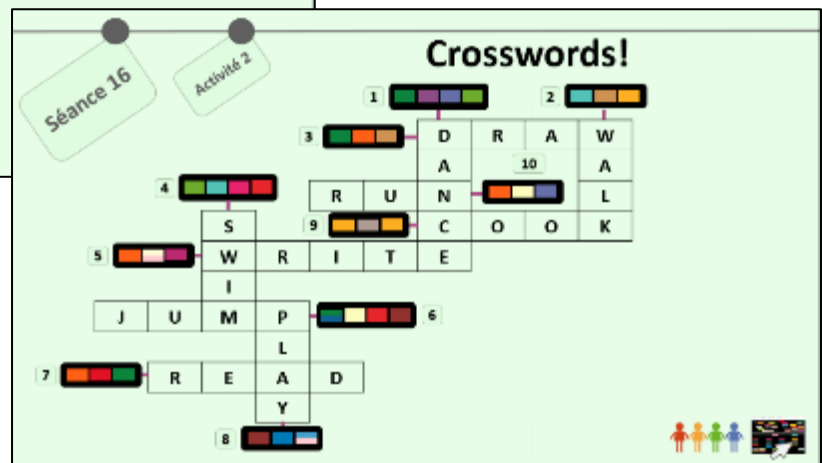 Crosswords!
Séance 16
Activité 2
1
2
3
D R A W
A 10 A
4
R U N L
S 9 C O O K
5 W R I T E
I
J U M P 6
L
7 R E A D
Y
8